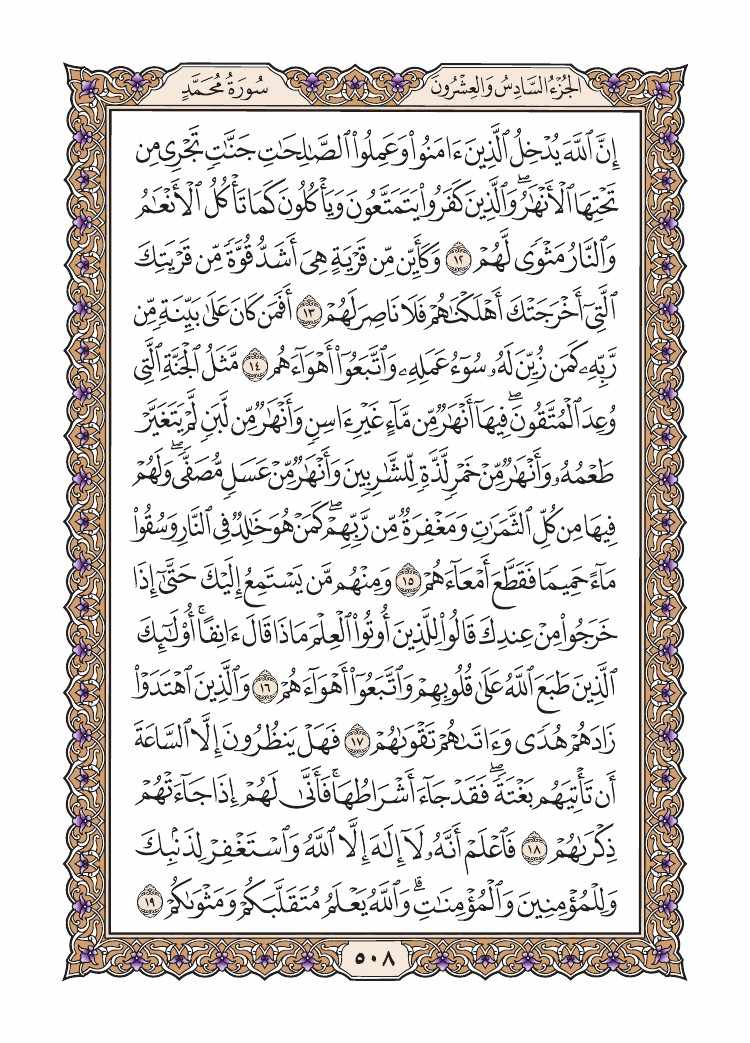 الجُزْءُ السَّادِسُ وَالعِشْرُونَ
سُورَةُ مُحَمَّدٍ
إِنَّ ٱللَّهَ يُدْخِلُ ٱلَّذِينَ ءَامَنُوا۟ وَعَمِلُوا۟ ٱلصَّـٰلِحَـٰتِ جَنَّـٰتٍ تَجْرِى مِن
تَحْتِهَا ٱلْأَنْهَـٰرُ ۖ وَٱلَّذِينَ كَفَرُوا۟ يَتَمَتَّعُونَ وَيَأْكُلُونَ كَمَا تَأْكُلُ ٱلْأَنْعَـٰمُ
وَٱلنَّارُ مَثْوًى لَّهُمْ ١٢ وَكَأَيِّن مِّن قَرْيَةٍ هِىَ أَشَدُّ قُوَّةً مِّن قَرْيَتِكَ
ٱلَّتِىٓ أَخْرَجَتْكَ أَهْلَكْنَـٰهُمْ فَلَا نَاصِرَ لَهُمْ ١٣ أَفَمَن كَانَ عَلَىٰ بَيِّنَةٍ مِّن
رَّبِّهِۦ كَمَن زُيِّنَ لَهُۥ سُوٓءُ عَمَلِهِۦ وَٱتَّبَعُوٓا۟ أَهْوَآءَهُم ١٤ مَّثَلُ ٱلْجَنَّةِ ٱلَّتِى
وُعِدَ ٱلْمُتَّقُونَ ۖ فِيهَآ أَنْهَـٰرٌ مِّن مَّآءٍ غَيْرِ ءَاسِنٍ وَأَنْهَـٰرٌ مِّن لَّبَنٍ لَّمْ يَتَغَيَّرْ
طَعْمُهُۥ وَأَنْهَـٰرٌ مِّنْ خَمْرٍ لَّذَّةٍ لِّلشَّـٰرِبِينَ وَأَنْهَـٰرٌ مِّنْ عَسَلٍ مُّصَفًّى ۖ وَلَهُمْ
فِيهَا مِن كُلِّ ٱلثَّمَرَٰتِ وَمَغْفِرَةٌ مِّن رَّبِّهِمْ ۖ كَمَنْ هُوَ خَـٰلِدٌ فِى ٱلنَّارِ وَسُقُوا۟
مَآءً حَمِيمًا فَقَطَّعَ أَمْعَآءَهُمْ ١٥ وَمِنْهُم مَّن يَسْتَمِعُ إِلَيْكَ حَتَّىٰٓ إِذَا
خَرَجُوا۟ مِنْ عِندِكَ قَالُوا۟ لِلَّذِينَ أُوتُوا۟ ٱلْعِلْمَ مَاذَا قَالَ ءَانِفًا ۚ أُو۟لَـٰٓئِكَ
ٱلَّذِينَ طَبَعَ ٱللَّهُ عَلَىٰ قُلُوبِهِمْ وَٱتَّبَعُوٓا۟ أَهْوَآءَهُمْ ١٦ وَٱلَّذِينَ ٱهْتَدَوْا۟
زَادَهُمْ هُدًى وَءَاتَىٰهُمْ تَقْوَىٰهُمْ ١٧ فَهَلْ يَنظُرُونَ إِلَّا ٱلسَّاعَةَ
أَن تَأْتِيَهُم بَغْتَةً ۖ فَقَدْ جَآءَ أَشْرَاطُهَا ۚ فَأَنَّىٰ لَهُمْ إِذَا جَآءَتْهُمْ
ذِكْرَىٰهُمْ ١٨ فَٱعْلَمْ أَنَّهُۥ لَآ إِلَـٰهَ إِلَّا ٱللَّهُ وَٱسْتَغْفِرْ لِذَنۢبِكَ
وَلِلْمُؤْمِنِينَ وَٱلْمُؤْمِنَـٰتِ ۗ وَٱللَّهُ يَعْلَمُ مُتَقَلَّبَكُمْ وَمَثْوَىٰكُمْ ١٩
٥٠٨